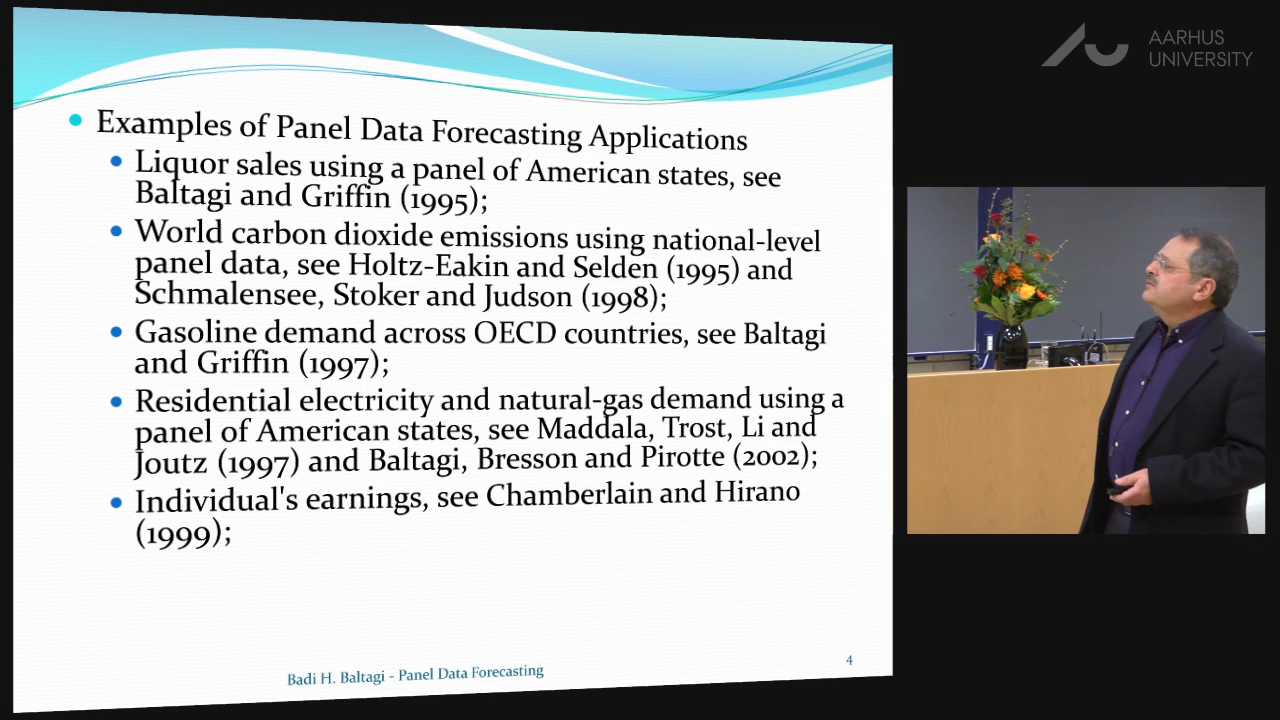 AARHUS
UNIVERSITY
Examples of Panel Data Forecasting Applications
Liquor sales using a panel of American states, see
Baltagi and Griffin (1995);
World carbon dioxide emissions using national-level
panel data, see Holtz-Eakin and Selden (1995) and
Schmalensee, Stoker and Judson (1998);
Gasoline demand across OECD countries, see Baltagi
and Griffin (1997);
Residential electricity and natural-gas demand using a
panel of American states, see Maddala, Trost, Li and
Joutz (1997) and Baltagi, Bresson and Pirotte (2002);
Individual's earnings, see Chamberlain and Hirano
(1999);
Badi H. Baltagi - Panel Data Forecasting
4